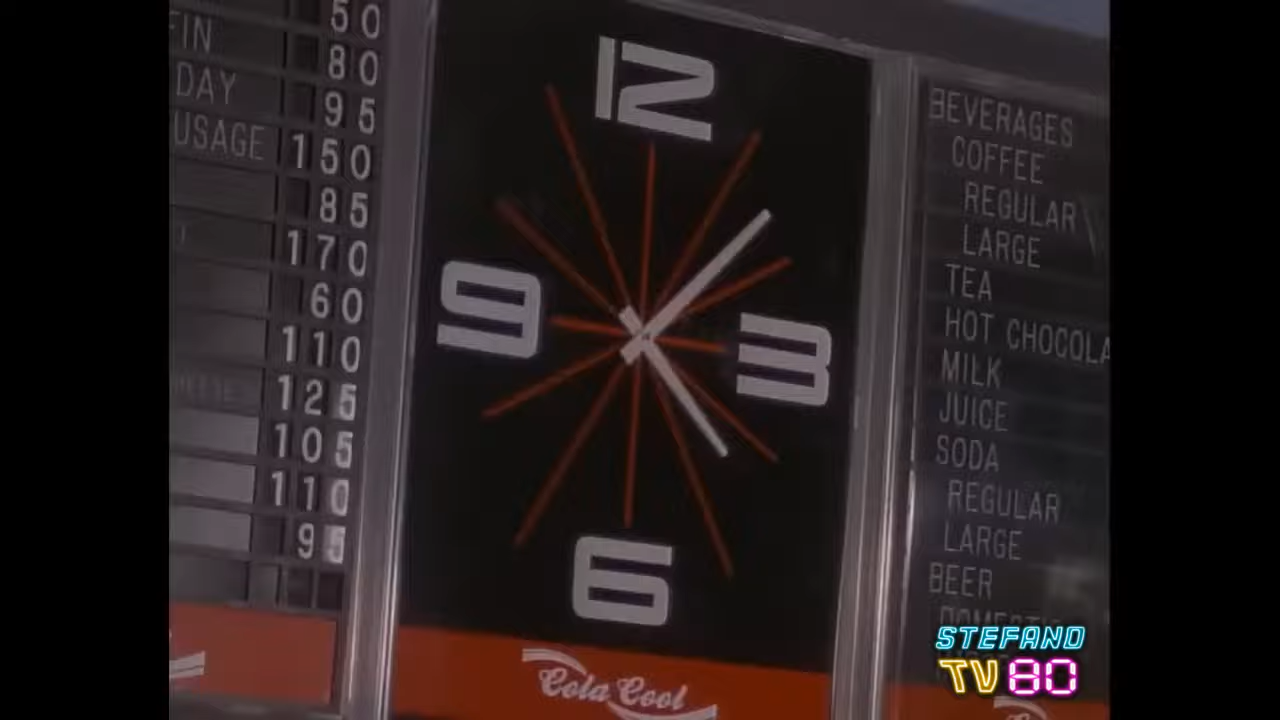 50
FIN 80
DAY 95
USAGE 150
85
170
60
110
125
105
110
95
12
9
3
6
Cola Cool
BEVERAGES
COFFEE
REGULAR
LARGE
TEA
HOT CHOCOLA
MILK
JUICE
SODA
REGULAR
LARGE
BEER
DOMESTIC
STEFANO
TV80